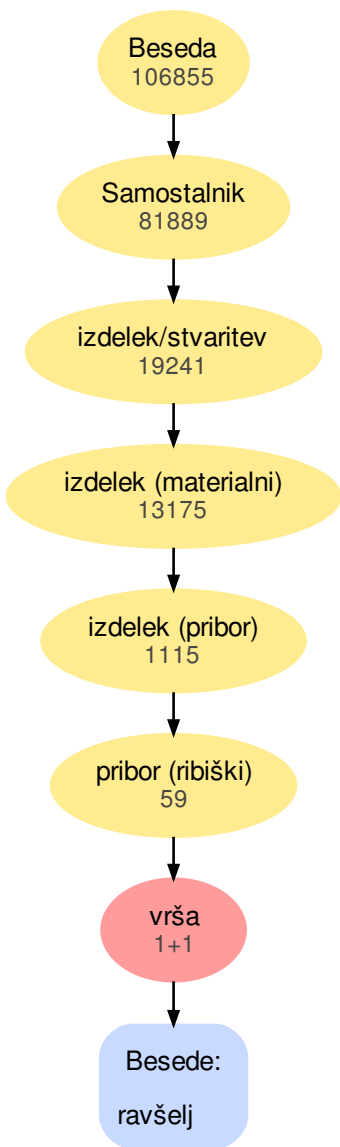 Beseda
106855
Samostalnik
81889
izdelek/stvaritev
19241
izdelek (materialni)
13175
izdelek (pribor)
1115
pribor (ribiški)
59
vrša
1+1
Besede:
ravšelj